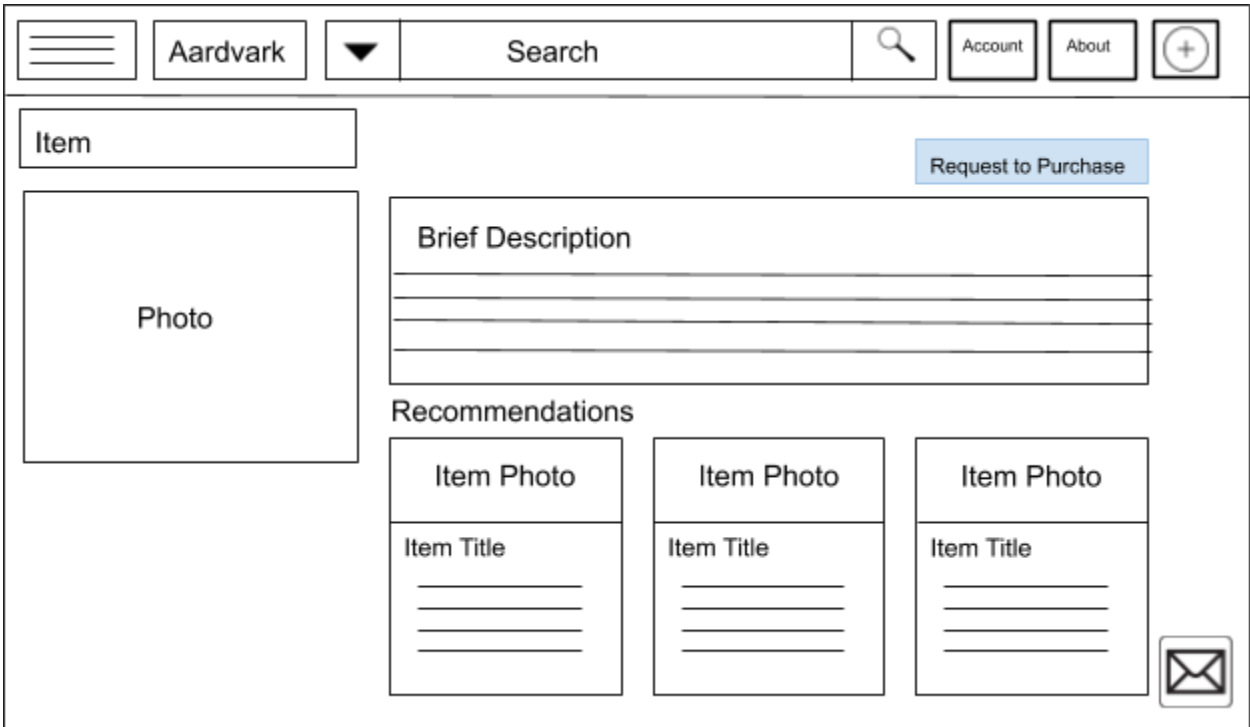 Aardvark
Search
Account
About
Item
Request to Purchase
Photo
Brief Description
Recommendations
Item Photo
Item Title
Item Photo
Item Title
Item Photo
Item Title